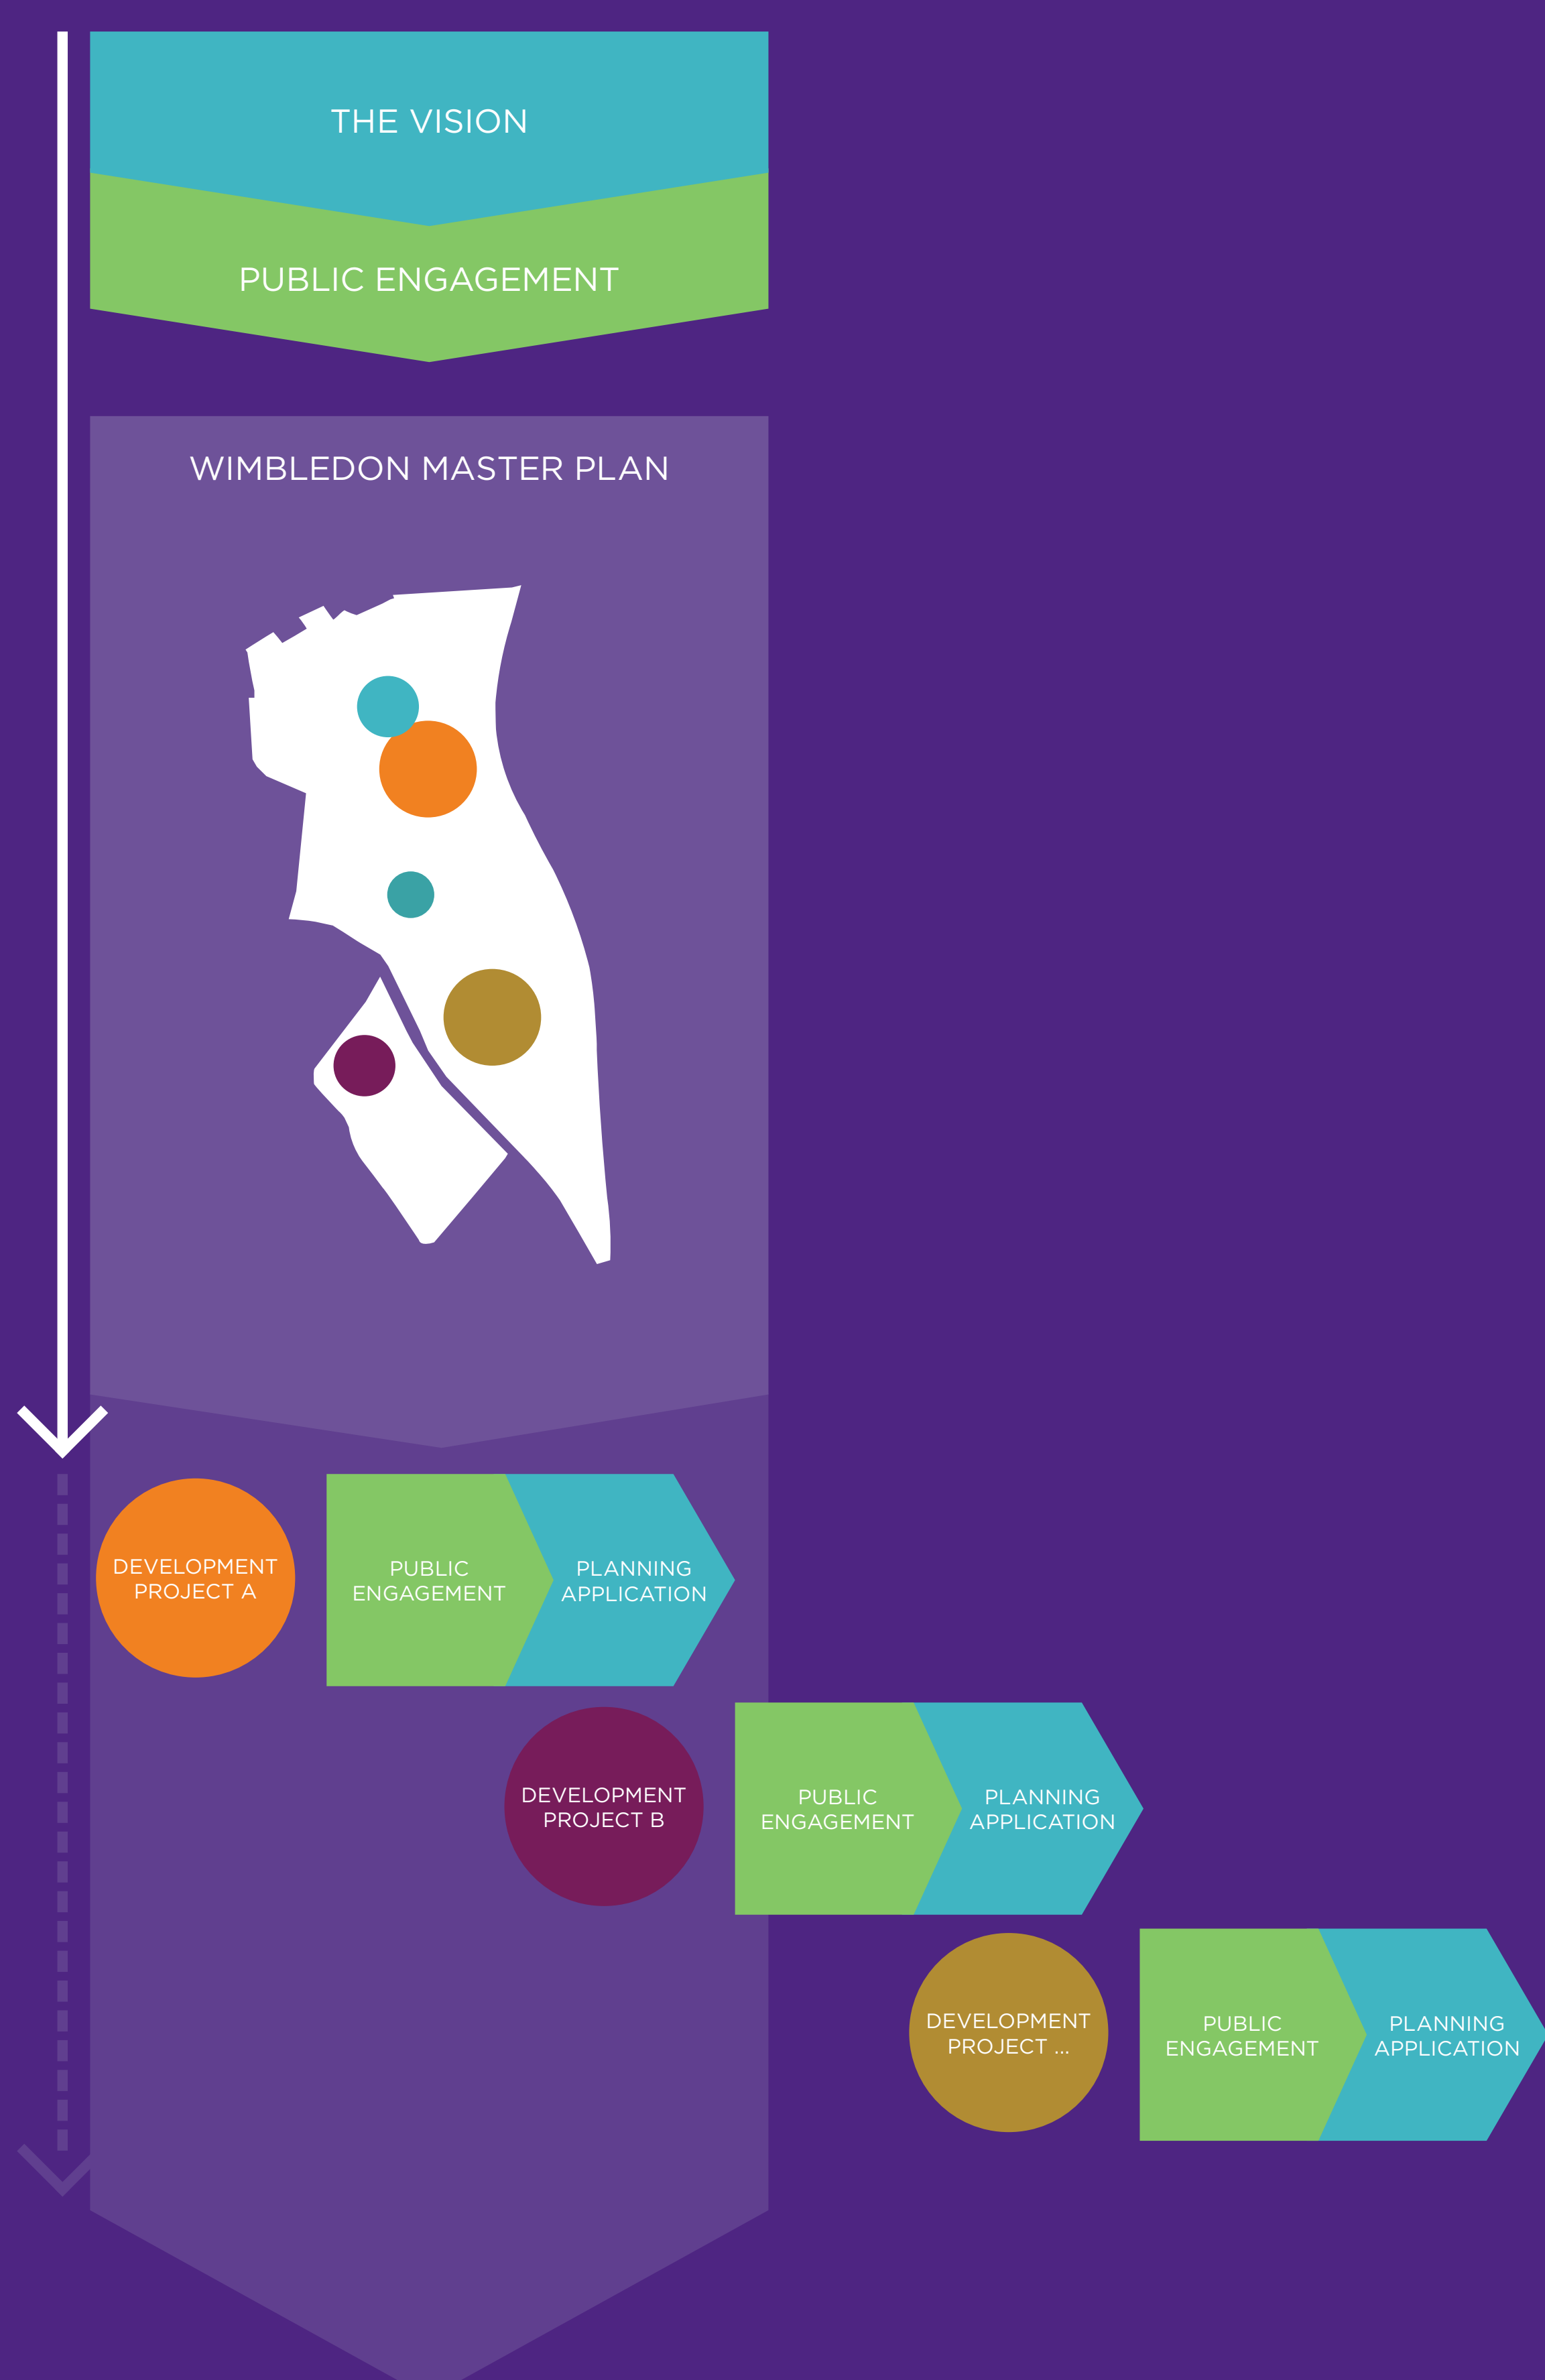 THE VISION
PUBLIC ENGAGEMENT
WIMBLEDON MASTER PLAN
DEVELOPMENT
PROJECT A
PUBLIC
ENGAGEMENT
PLANNING
APPLICATION
DEVELOPMENT
PROJECT B
PUBLIC
ENGAGEMENT
PLANNING
APPLICATION
DEVELOPMENT
PROJECT ...
PUBLIC
ENGAGEMENT
PLANNING
APPLICATION